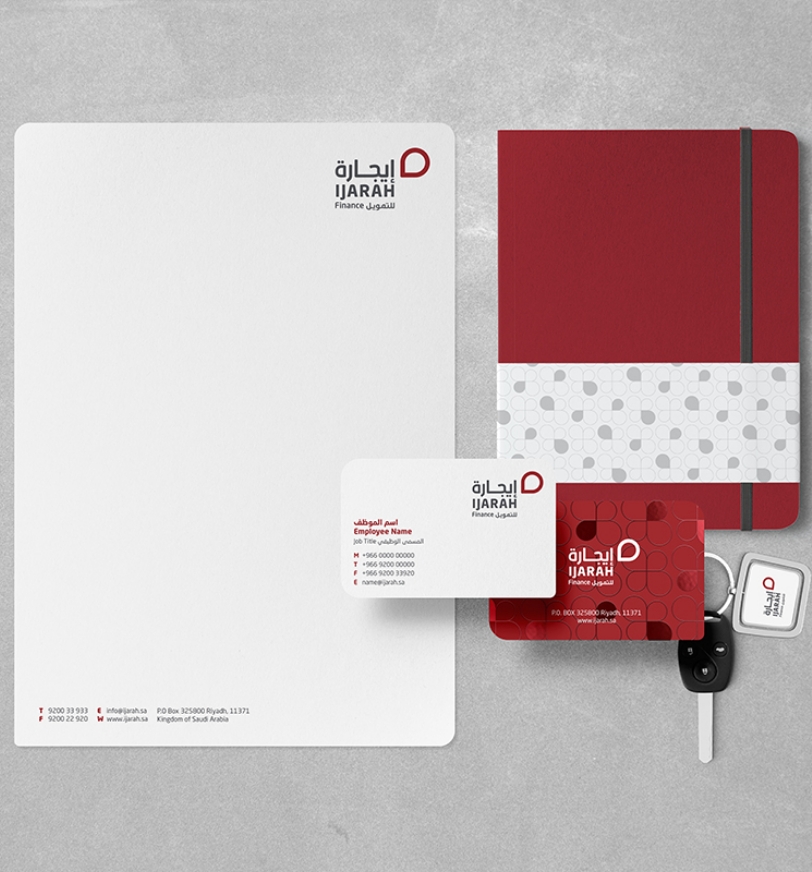 إيجارة
IJARAH
Finance للتمويل
T 9200 33 933 E info@ijarah.sa P.O Box 325800 Riyadh, 11371
F 9200 22 920 W www.ijarah.sa Kingdom of Saudi Arabia
إيجارة
IJARAH
Finance للتمويل
اسم الموظف
Employee Name
Job Title المسمى الوظيفي
M +966 0000 00000
T +966 9200 00000
F +966 9200 33920
E name@ijarah.sa
إيجارة
IJARAH
Finance للتمويل
P.O. BOX 325800 Riyadh, 11371
www.ijarah.sa
إيجارة
IJARAH